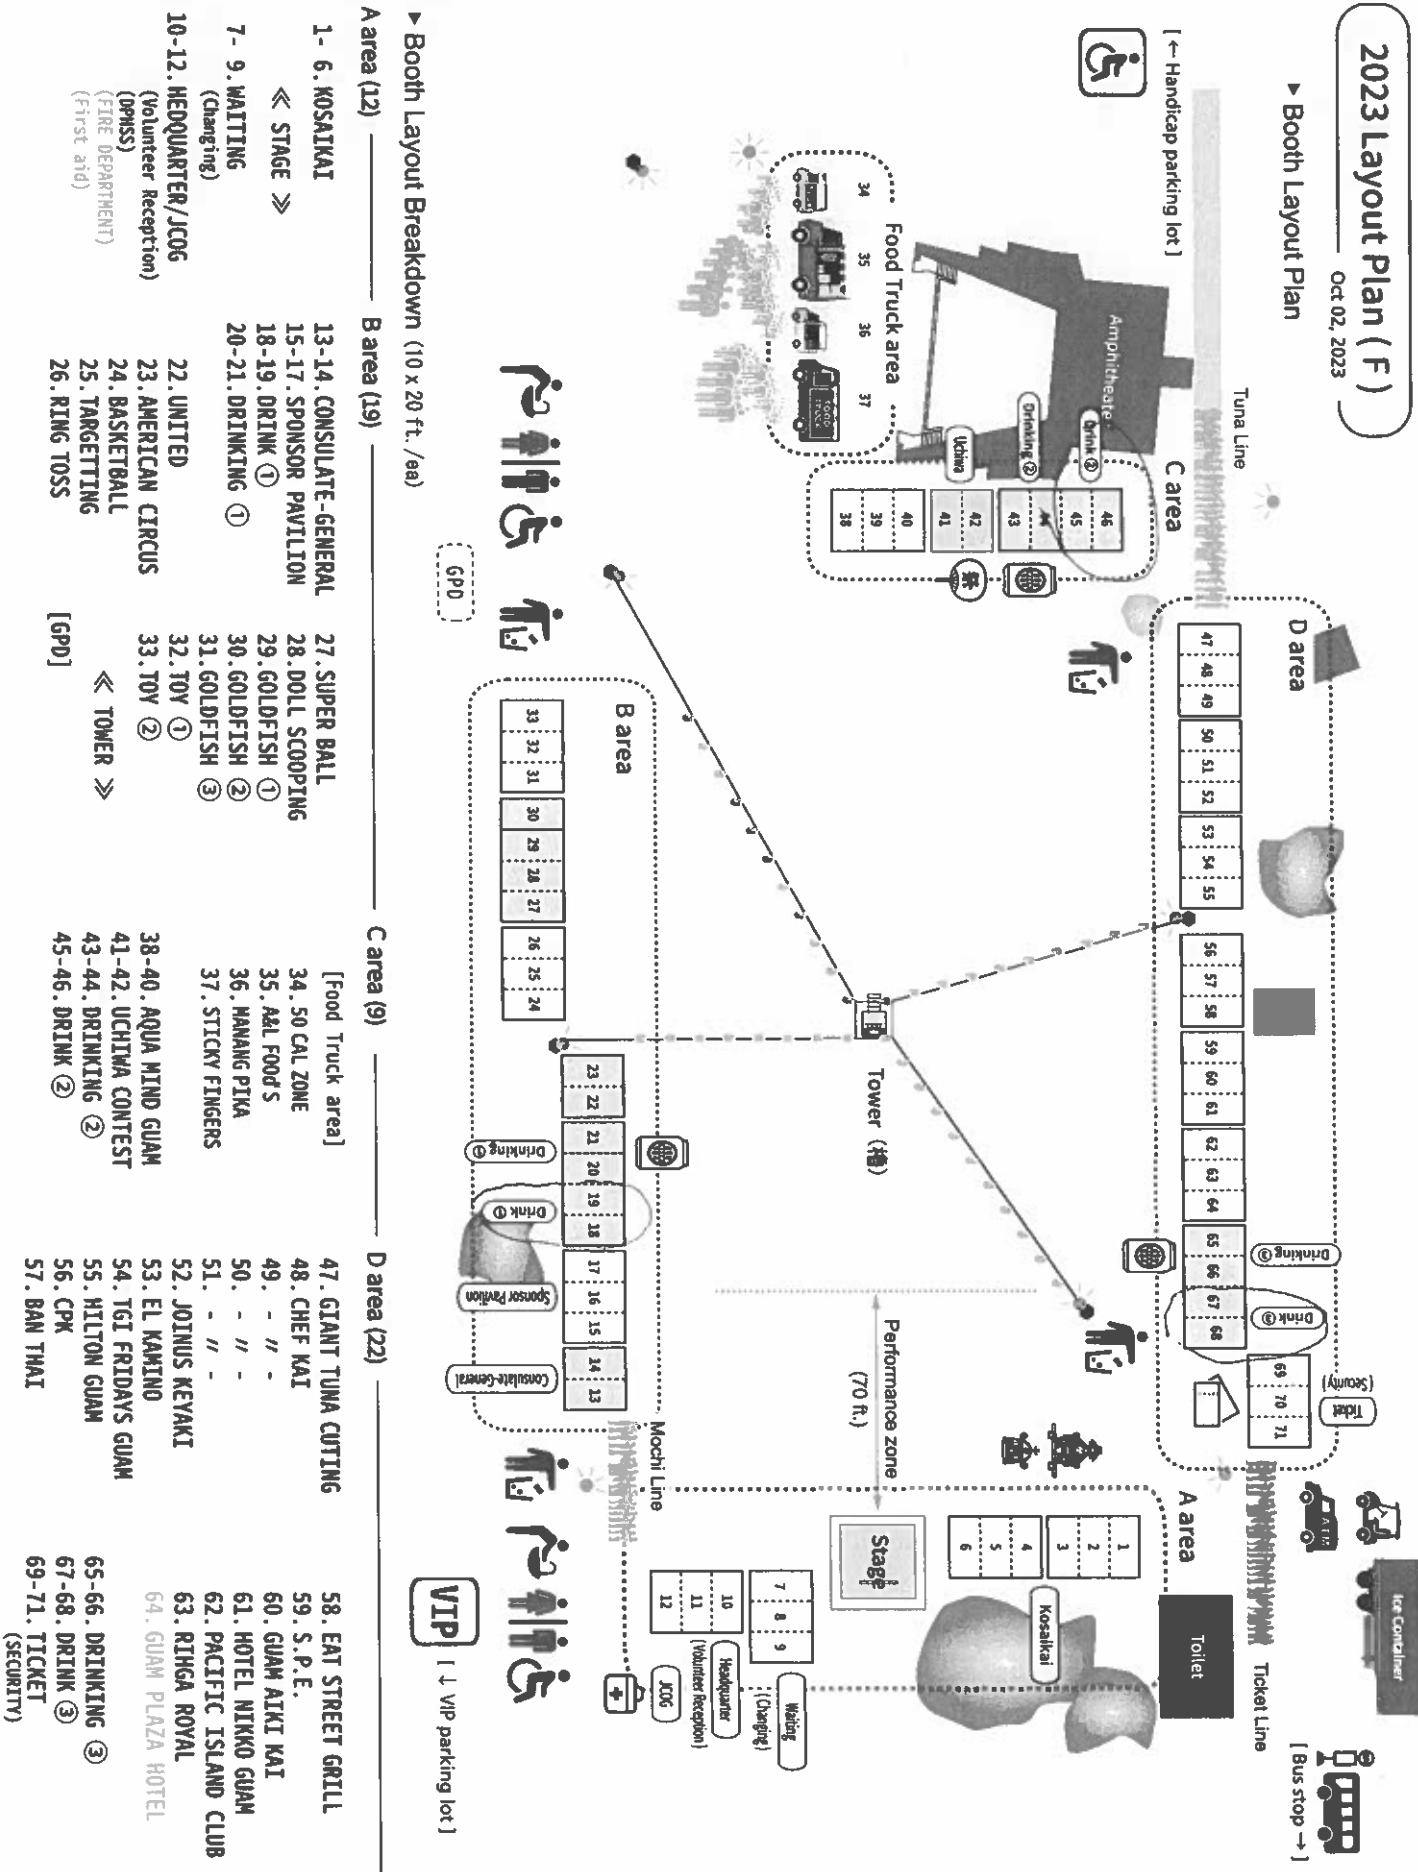 2023 Layout Plan ( F )
Oct 02, 2023
▶ Booth Layout Plan
[ ← Handicap parking lot ]
Tuna Line
Amphitheater
Food Truck area
34
35
36
37
FOOD TRUCK
C area
Drink ②
Drinking ②
Uchiwa
46
45
44
43
42
41
40
39
38
祭
D area
47
48
49
50
51
52
53
54
55
56
57
58
59
60
61
62
63
64
65
66
67
68
69
70
71
Drinking ③
Drink ③
Ticket
(Security)
Ticket Line
ATM
Ice Container
[ Bus stop → ]
Tower (櫓)
Performance zone
(70 ft.)
A area
1
2
3
4
5
6
Kosaikai
Toilet
Stage
7
8
9
10
11
12
Waiting
(Changing)
Headquarter
(Volunteer Reception)
JCOG
Mochi Line
B area
33
32
31
30
29
28
27
26
25
24
23
22
21
20
19
18
17
16
15
14
13
Drinking ①
Drink ①
Sponsor Pavilion
Consulate-General
GPD
VIP
[ ↓ VIP parking lot ]
▶ Booth Layout Breakdown (10 x 20 ft. /ea)
A area (12)
1- 6. KOSAIKAI
≪ STAGE ≫
7- 9. WAITING
(Changing)
10-12. HEDQUARTER/JCOG
(Volunteer Reception)
(DPHSS)
(FIRE DEPARTMENT)
(First aid)
B area (19)
13-14. CONSULATE-GENERAL
15-17. SPONSOR PAVILION
18-19. DRINK ①
20-21. DRINKING ①
22. UNITED
23. AMERICAN CIRCUS
24. BASKETBALL
25. TARGETTING
26. RING TOSS
27. SUPER BALL
28. DOLL SCOOPING
29. GOLDFISH ①
30. GOLDFISH ②
31. GOLDFISH ③
32. TOY ①
33. TOY ②
≪ TOWER ≫
[GPD]
C area (9)
[Food Truck area]
34. 50 CAL ZONE
35. A&L FOOd'S
36. MANANG PIKA
37. STICKY FINGERS
38-40. AQUA MIND GUAM
41-42. UCHIWA CONTEST
43-44. DRINKING ②
45-46. DRINK ②
D area (22)
47. GIANT TUNA CUTING
48. CHEF KAI
49. - 〃 -
50. - 〃 -
51. - 〃 -
52. JOINUS KEYAKI
53. EL KAMINO
54. TGI FRIDAYS GUAM
55. HILTON GUAM
56. CPK
57. BAN THAI
58. EAT STREET GRILL
59. S.P.E.
60. GUAM AIKI KAI
61. HOTEL NIKKO GUAM
62. PACIFIC ISLAND CLUB
63. RIHGA ROYAL
64. GUAM PLAZA HOTEL
65-66. DRINKING ③
67-68. DRINK ③
69-71. TICKET
(SECURITY)